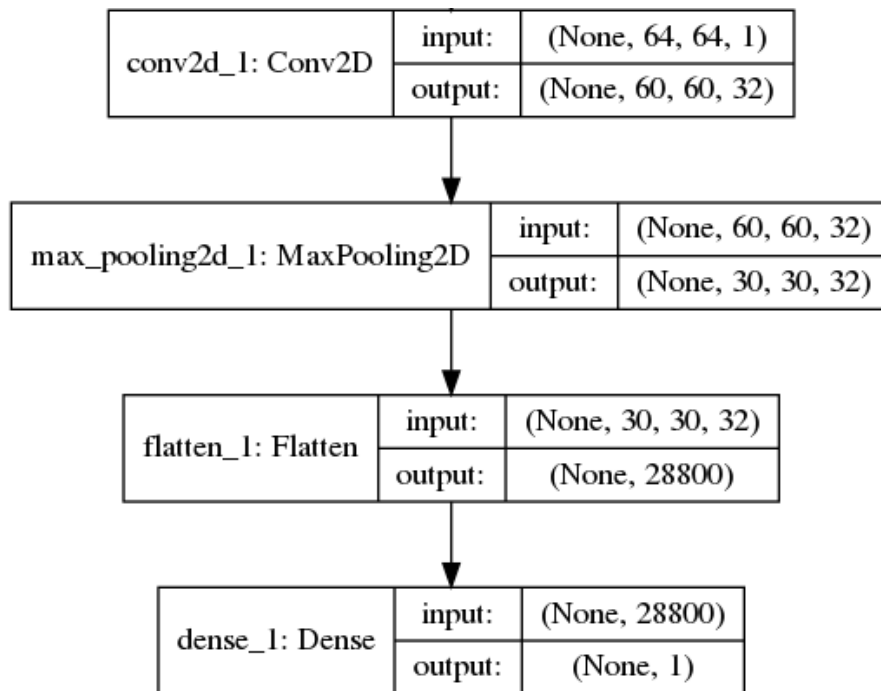 conv2d_1: Conv2D
input: (None, 64, 64, 1)
output: (None, 60, 60, 32)
max_pooling2d_1: MaxPooling2D
input: (None, 60, 60, 32)
output: (None, 30, 30, 32)
flatten_1: Flatten
input: (None, 30, 30, 32)
output: (None, 28800)
dense_1: Dense
input: (None, 28800)
output: (None, 1)